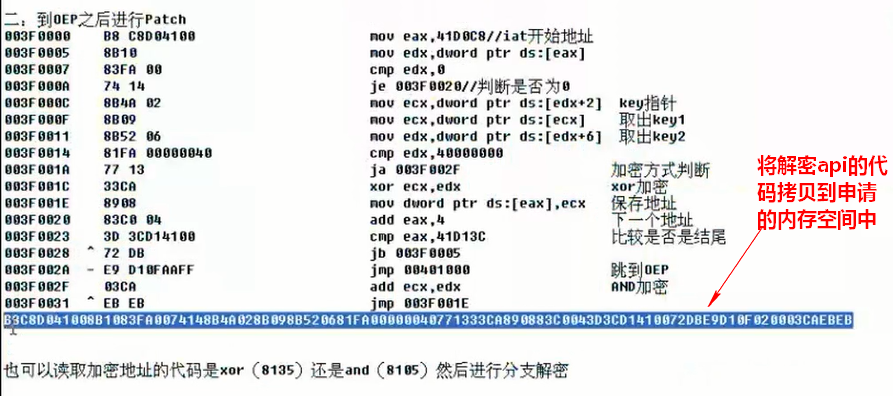 二：到OEP之后进行Patch
003F0000 B8 C8D04100 mov eax,41D0C8//iat开始地址
003F0005 8B10 mov edx,dword ptr ds:[eax]
003F0007 83FA 00 cmp edx,0
003F000A 74 14 je 003F0020//判断是否为0
003F000C 8B4A 02 mov ecx,dword ptr ds:[edx+2] key指针
003F000F 8B09 mov ecx,dword ptr ds:[ecx] 取出key1
003F0011 8B52 06 mov edx,dword ptr ds:[edx+6] 取出key2
003F0014 81FA 00000040 cmp edx,40000000
003F001A 77 13 ja 003F002F 加密方式判断
003F001C 33CA xor ecx,edx xor加密
003F001E 8908 mov dword ptr ds:[eax],ecx 保存地址
003F0020 83C0 04 add eax,4 下一个地址
003F0023 3D 3CD14100 cmp eax,41D13C 比较是否是结尾
003F0028 ^ 72 DB jb 003F0005
003F002A - E9 D10FAAFF jmp 00401000 跳到OEP
003F002F 03CA add ecx,edx AND加密
003F0031 ^ EB EB jmp 003F001E
B3C8D041008B1083FA0074148B4A028B098B520681FA00000040771333CA890883C0043D3CD1410072DBE9D10F020003CAEBEB
也可以读取加密地址的代码是xor（8135）还是and（8105）然后进行分支解密
将解密api的代
码拷贝到申请
的内存空间中